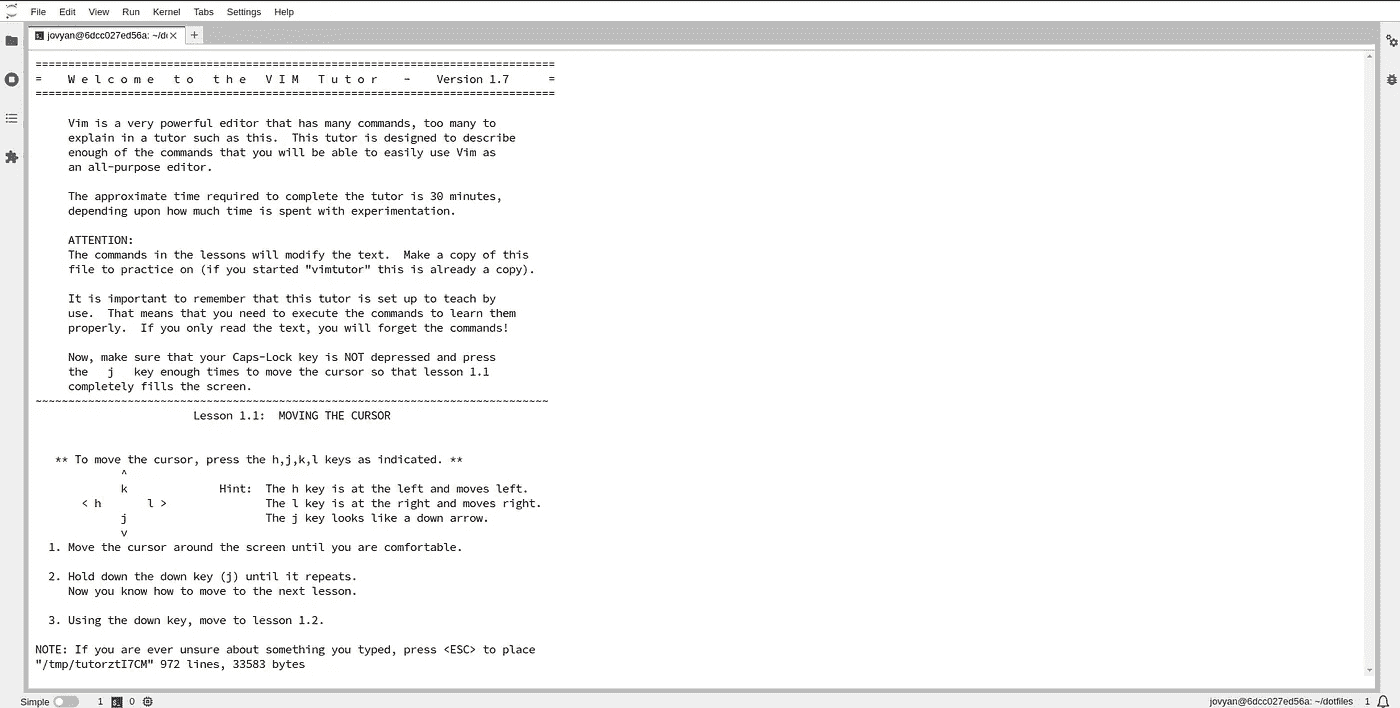 File Edit View Run Kernel Tabs Settings Help
jovyan@6dcc027ed56a: ~/do
===============================================================================
=    W e l c o m e   t o   t h e   V I M   T u t o r    -    Version 1.7      =
===============================================================================
Vim is a very powerful editor that has many commands, too many to
explain in a tutor such as this.  This tutor is designed to describe
enough of the commands that you will be able to easily use Vim as
an all-purpose editor.
The approximate time required to complete the tutor is 30 minutes,
depending upon how much time is spent with experimentation.
ATTENTION:
The commands in the lessons will modify the text.  Make a copy of this
file to practice on (if you started "vimtutor" this is already a copy).
It is important to remember that this tutor is set up to teach by
use.  That means that you need to execute the commands to learn them
properly.  If you only read the text, you will forget the commands!
Now, make sure that your Caps-Lock key is NOT depressed and press
the   j   key enough times to move the cursor so that lesson 1.1
completely fills the screen.
~~~~~~~~~~~~~~~~~~~~~~~~~~~~~~~~~~~~~~~~~~~~~~~~~~~~~~~~~~~~~~~~~~~~~~~~~~~~~~
Lesson 1.1:  MOVING THE CURSOR
** To move the cursor, press the h,j,k,l keys as indicated. **
^
k              Hint:  The h key is at the left and moves left.
< h       l >               The l key is at the right and moves right.
j                     The j key looks like a down arrow.
v
1. Move the cursor around the screen until you are comfortable.
2. Hold down the down key (j) until it repeats.
Now you know how to move to the next lesson.
3. Using the down key, move to lesson 1.2.
NOTE: If you are ever unsure about something you typed, press <ESC> to place
"/tmp/tutorztI7CM" 972 lines, 33583 bytes
Simple 1 0 jovyan@6dcc027ed56a: ~/dotfiles 1